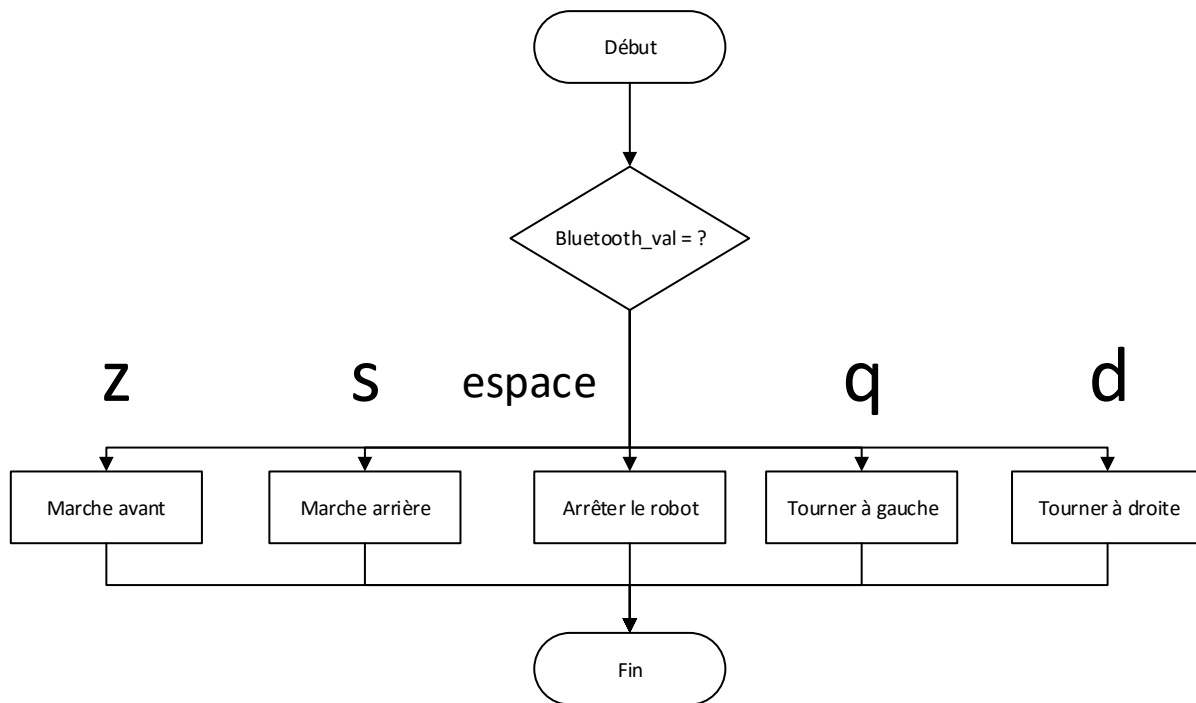 Début
Bluetooth_val = ?
z
s
espace
q
d
Marche avant
Marche arrière
Arrêter le robot
Tourner à gauche
Tourner à droite
Fin